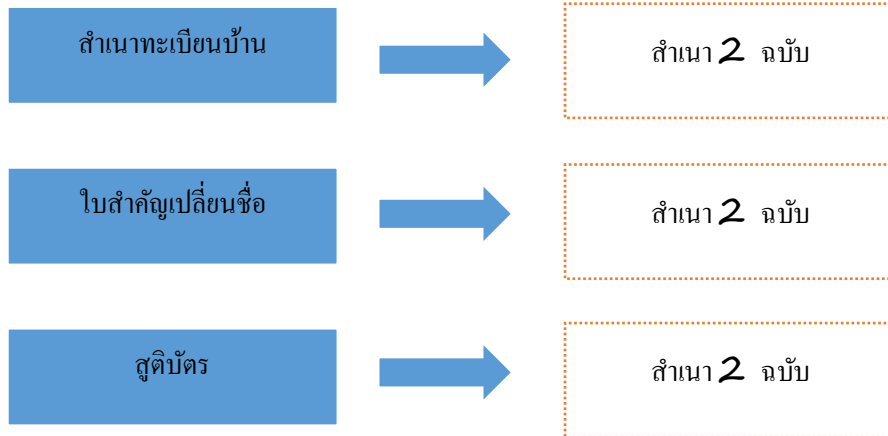 สำเนาทะเบียนบ้าน
สำเนา 2 ฉบับ
ใบสำคัญเปลี่ยนชื่อ
สำเนา 2 ฉบับ
สูติบัตร
สำเนา 2 ฉบับ